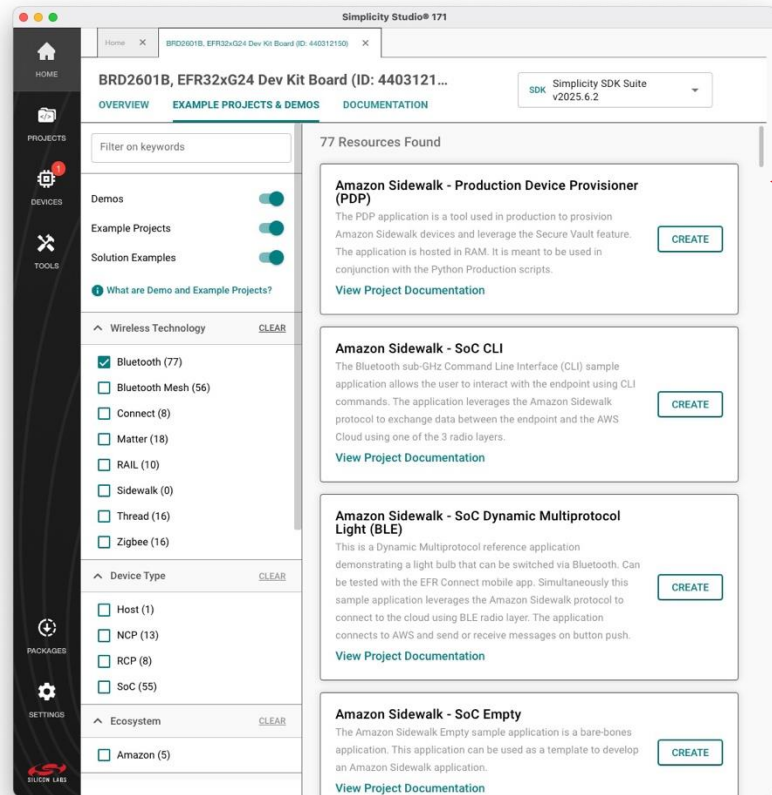 Simplicity Studio® 171
Home
BRD2601B, EFR32xG24 Dev Kit Board (ID: 440312150)
HOME
PROJECTS
1
DEVICES
TOOLS
PACKAGES
SETTINGS
SILICON LABS
BRD2601B, EFR32xG24 Dev Kit Board (ID: 4403121...
SDK Simplicity SDK Suite
v2025.6.2
OVERVIEW EXAMPLE PROJECTS & DEMOS DOCUMENTATION
Filter on keywords
Demos
Example Projects
Solution Examples
What are Demo and Example Projects?
Wireless Technology CLEAR
Bluetooth (77)
Bluetooth Mesh (56)
Connect (8)
Matter (18)
RAIL (10)
Sidewalk (0)
Thread (16)
Zigbee (16)
Device Type CLEAR
Host (1)
NCP (13)
RCP (8)
SoC (55)
Ecosystem CLEAR
Amazon (5)
77 Resources Found
Amazon Sidewalk - Production Device Provisioner
(PDP)
The PDP application is a tool used in production to prosivion
Amazon Sidewalk devices and leverage the Secure Vault feature.
The application is hosted in RAM. It is meant to be used in
conjunction with the Python Production scripts.
View Project Documentation
CREATE
Amazon Sidewalk - SoC CLI
The Bluetooth sub-GHz Command Line Interface (CLI) sample
application allows the user to interact with the endpoint using CLI
commands. The application leverages the Amazon Sidewalk
protocol to exchange data between the endpoint and the AWS
Cloud using one of the 3 radio layers.
View Project Documentation
CREATE
Amazon Sidewalk - SoC Dynamic Multiprotocol
Light (BLE)
This is a Dynamic Multiprotocol reference application
demonstrating a light bulb that can be switched via Bluetooth. Can
be tested with the EFR Connect mobile app. Simultaneously this
sample application leverages the Amazon Sidewalk protocol to
connect to the cloud using BLE radio layer. The application
connects to AWS and send or receive messages on button push.
View Project Documentation
CREATE
Amazon Sidewalk - SoC Empty
The Amazon Sidewalk Empty sample application is a bare-bones
application. This application can be used as a template to develop
an Amazon Sidewalk application.
View Project Documentation
CREATE